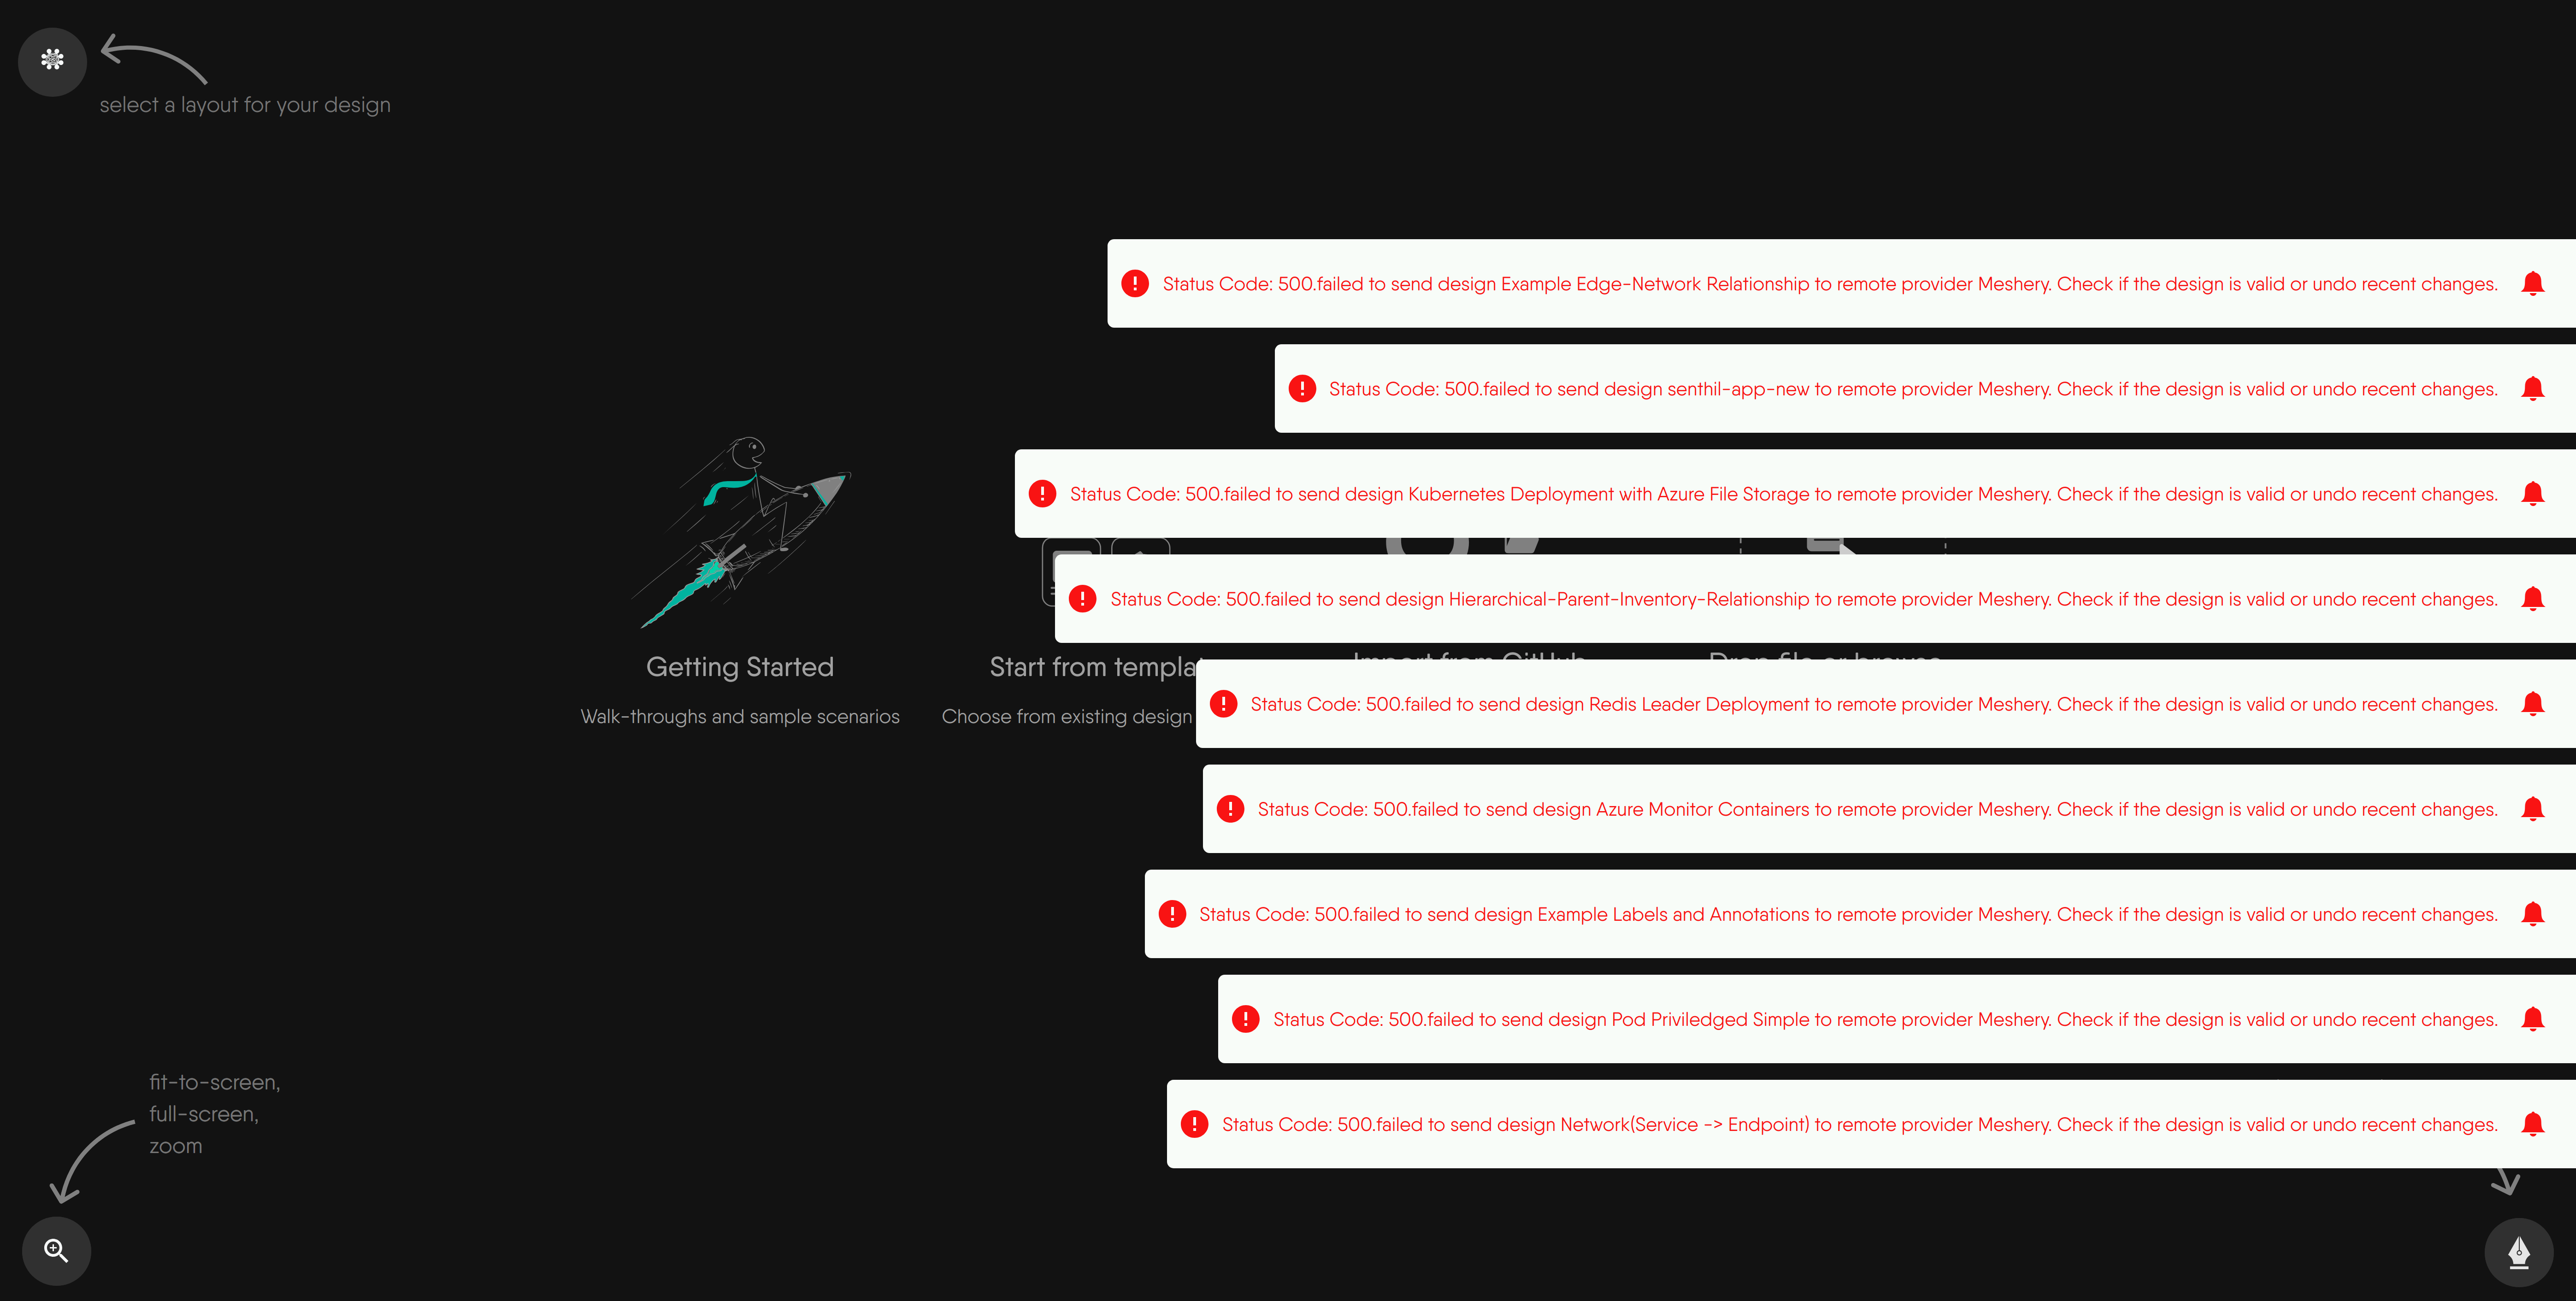 select a layout for your design
Status Code: 500.failed to send design Example Edge-Network Relationship to remote provider Meshery. Check if the design is valid or undo recent changes.
Status Code: 500.failed to send design senthil-app-new to remote provider Meshery. Check if the design is valid or undo recent changes.
Status Code: 500.failed to send design Kubernetes Deployment with Azure File Storage to remote provider Meshery. Check if the design is valid or undo recent changes.
Status Code: 500.failed to send design Hierarchical-Parent-Inventory-Relationship to remote provider Meshery. Check if the design is valid or undo recent changes.
Getting Started
Walk-throughs and sample scenarios
Start from templat
Choose from existing design
Import from GitHub
Drop file or browse
Status Code: 500.failed to send design Redis Leader Deployment to remote provider Meshery. Check if the design is valid or undo recent changes.
Status Code: 500.failed to send design Azure Monitor Containers to remote provider Meshery. Check if the design is valid or undo recent changes.
Status Code: 500.failed to send design Example Labels and Annotations to remote provider Meshery. Check if the design is valid or undo recent changes.
Status Code: 500.failed to send design Pod Priviledged Simple to remote provider Meshery. Check if the design is valid or undo recent changes.
Status Code: 500.failed to send design Network(Service -> Endpoint) to remote provider Meshery. Check if the design is valid or undo recent changes.
fit-to-screen,
full-screen,
zoom